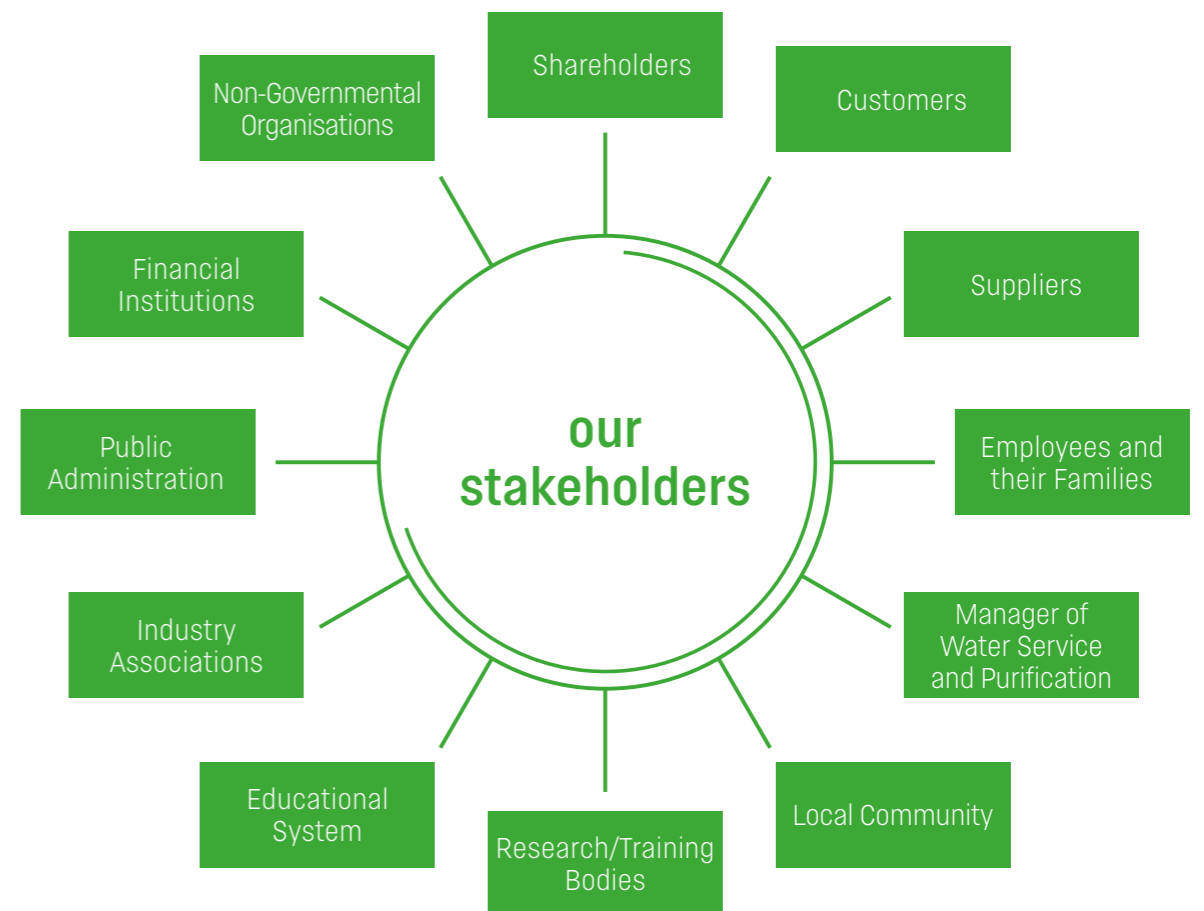 Shareholders
Customers
Suppliers
Employees and
their Families
Manager of
Water Service
and Purification
Local Community
Research/Training
Bodies
Educational
System
Industry
Associations
Public
Administration
Financial
Institutions
Non-Governmental
Organisations
our
stakeholders